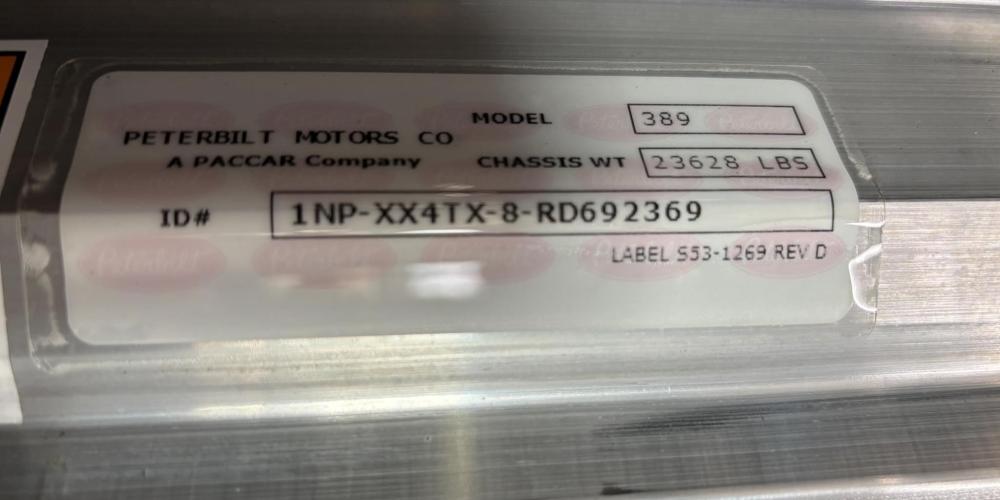 PETERBILT MOTORS CO
A PACCAR Company
MODEL 389
CHASSIS WT 23628 LBS
ID# 1NP-XX4TX-8-RD692369
LABEL S53-1269 REV D